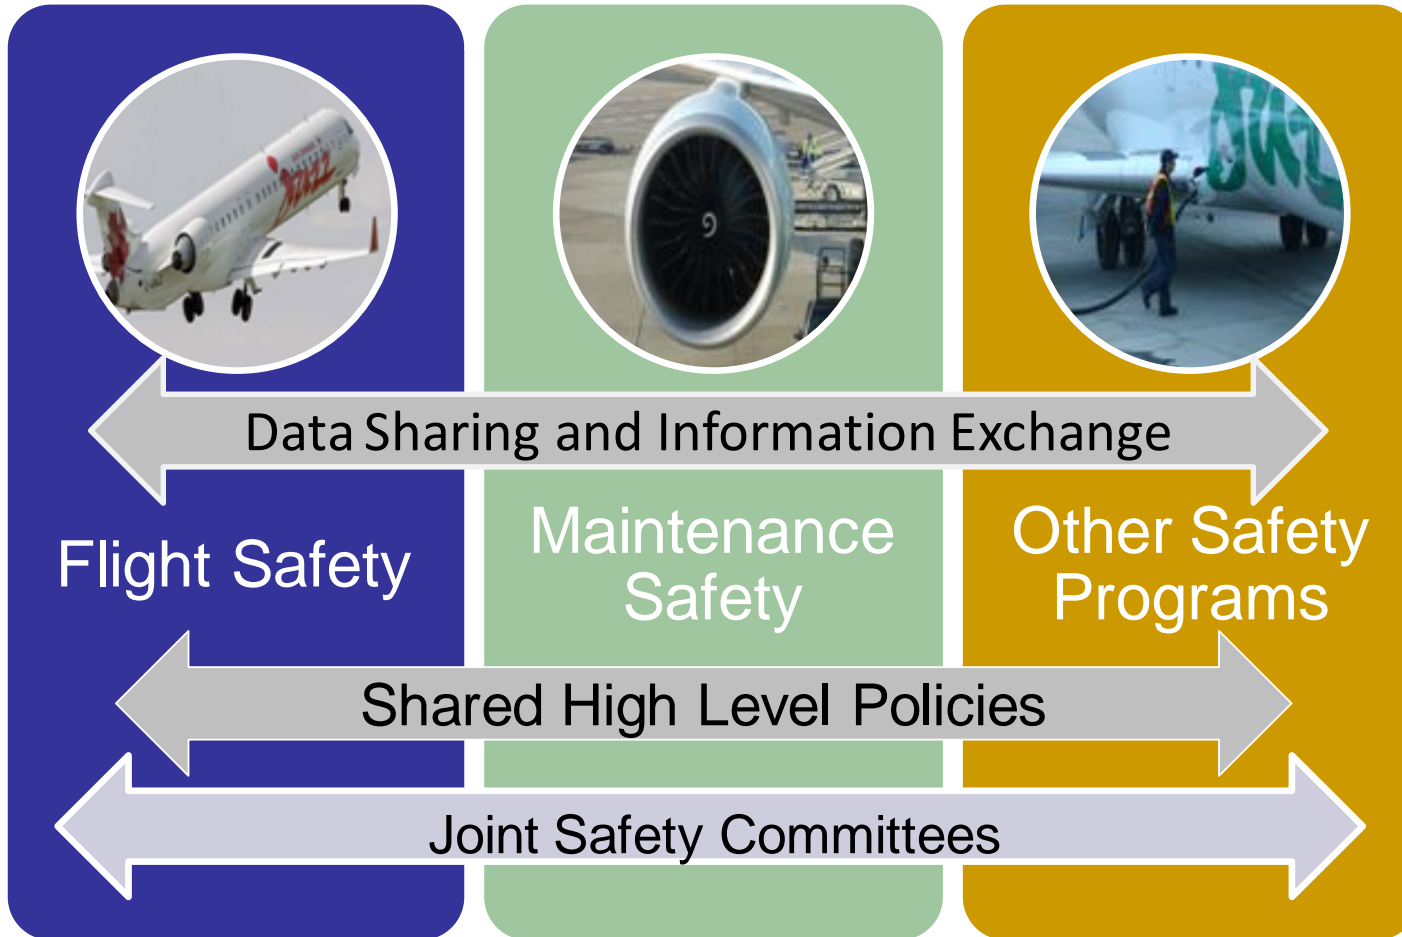 Data Sharing and Information Exchange
Flight Safety
Maintenance
Safety
Other Safety
Programs
Shared High Level Policies
Joint Safety Committees